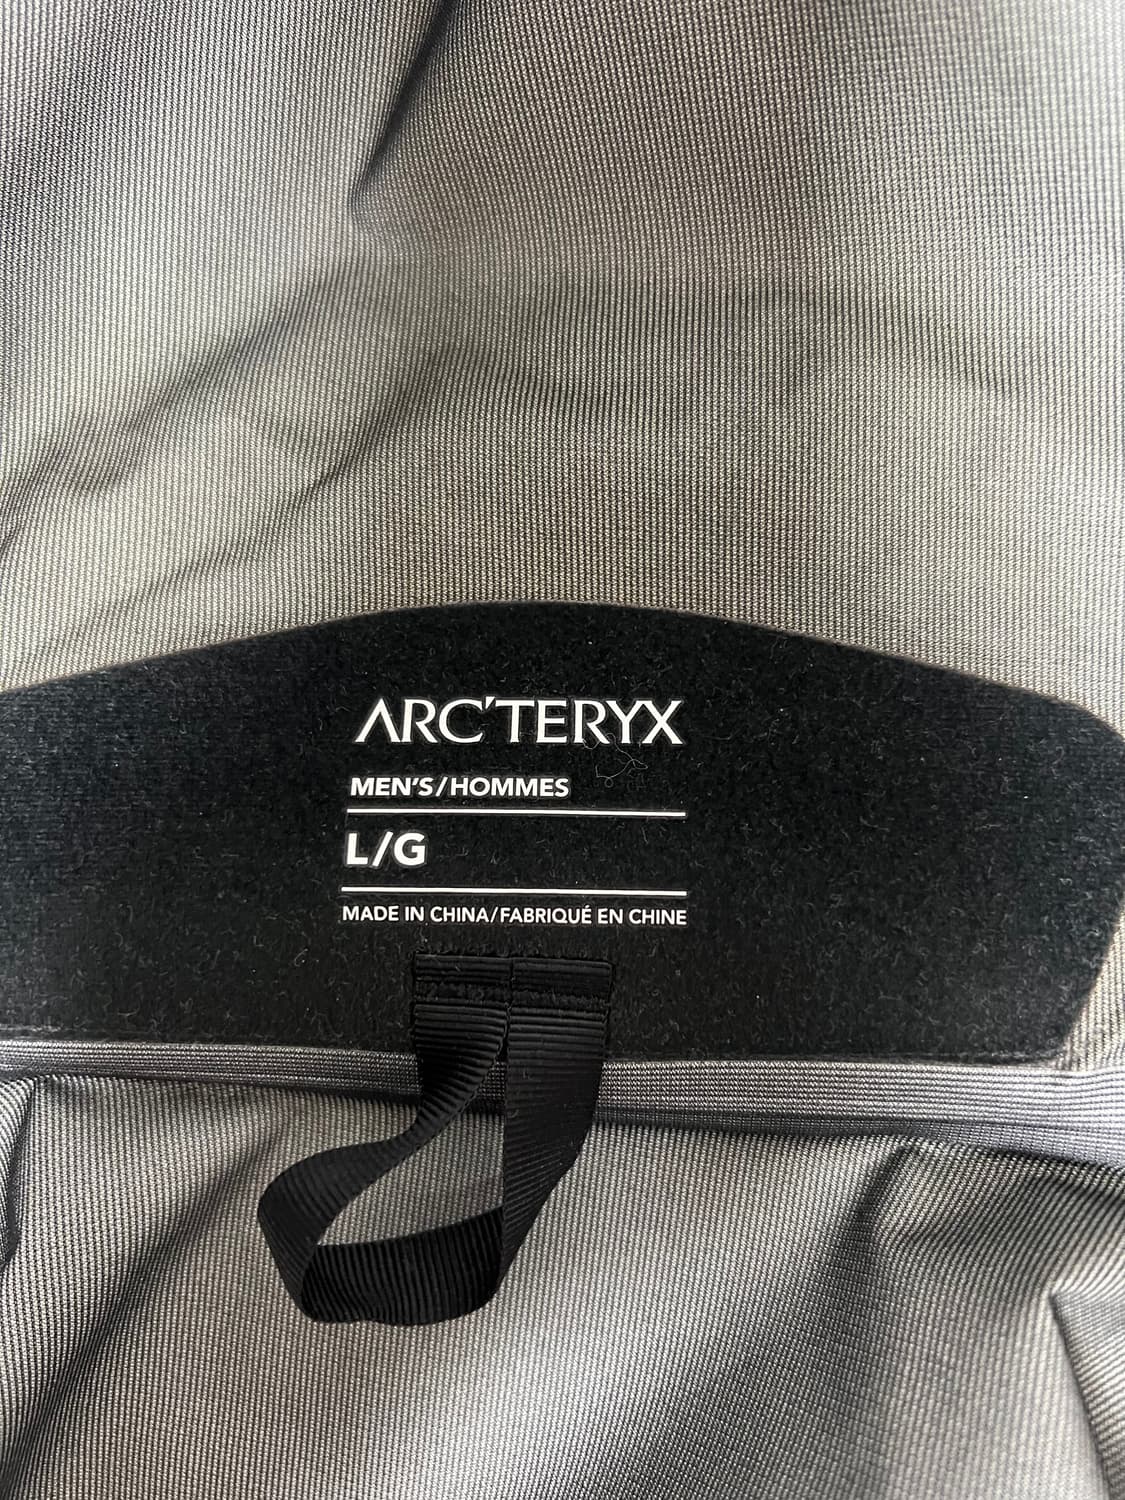 ARC'TERYX
MEN'S/HOMMES
L/G
MADE IN CHINA/FABRIQUÉ EN CHINE